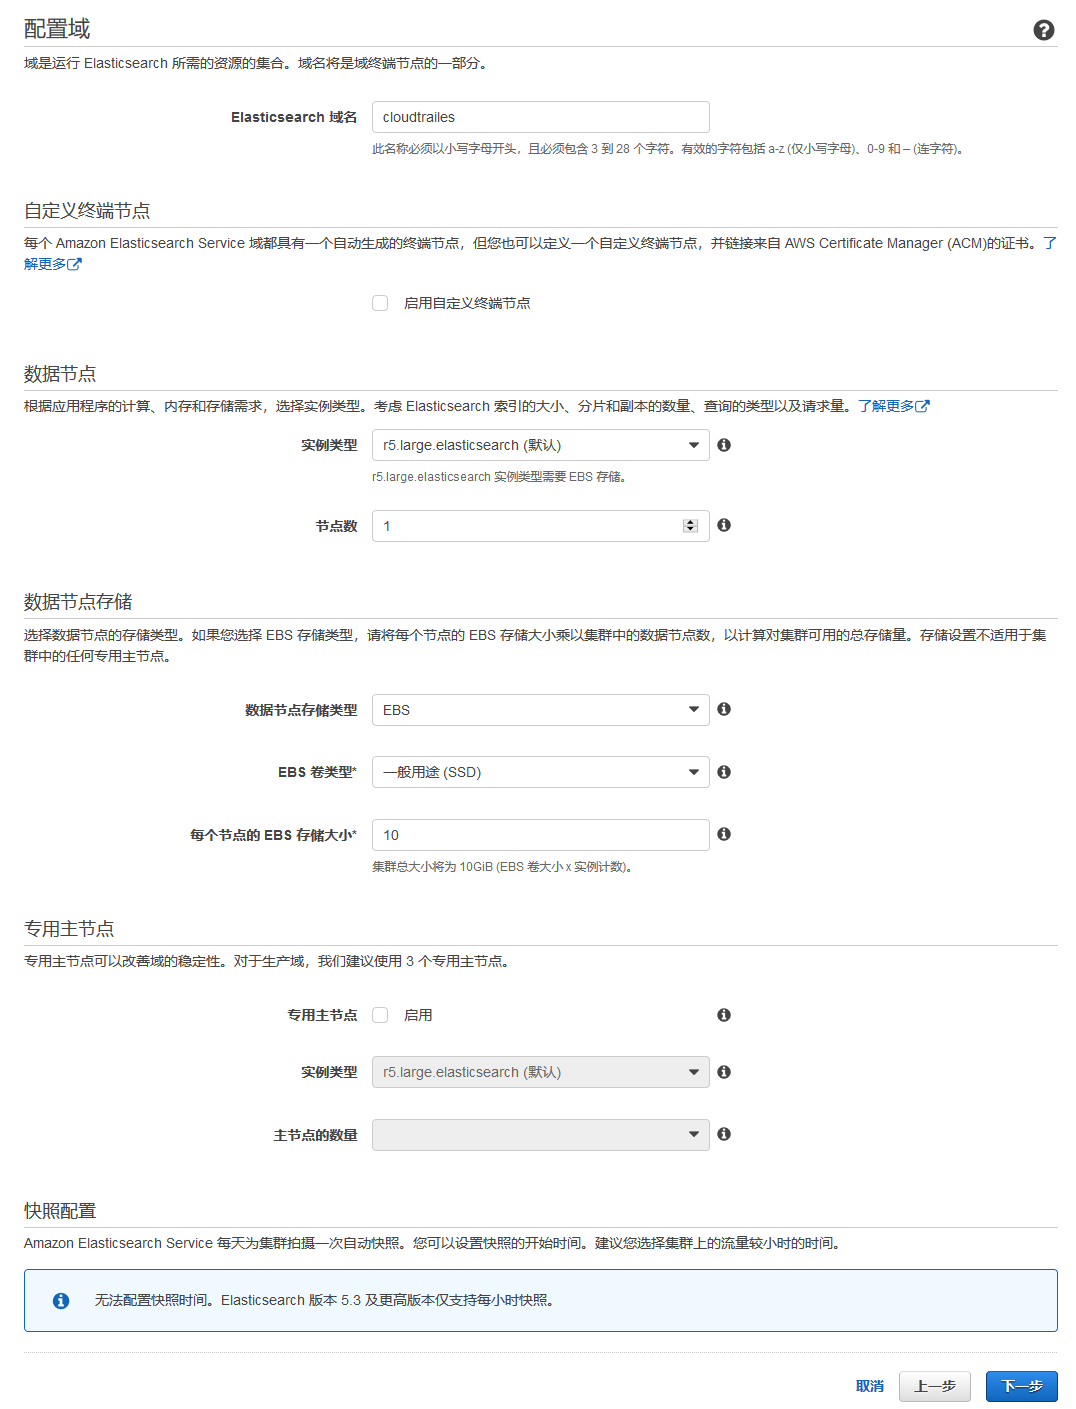 配置域
域是运行 Elasticsearch 所需的资源的集合。域名将是域终端节点的一部分。
Elasticsearch 域名
cloudtrailes
此名称必须以小写字母开头，且必须包含 3 到 28 个字符。有效的字符包括 a-z (仅小写字母)、0-9 和 – (连字符)。
自定义终端节点
每个 Amazon Elasticsearch Service 域都具有一个自动生成的终端节点，但您也可以定义一个自定义终端节点，并链接来自 AWS Certificate Manager (ACM)的证书。了
解更多
启用自定义终端节点
数据节点
根据应用程序的计算、内存和存储需求，选择实例类型。考虑 Elasticsearch 索引的大小、分片和副本的数量、查询的类型以及请求量。了解更多
实例类型
r5.large.elasticsearch (默认)
r5.large.elasticsearch 实例类型需要 EBS 存储。
节点数
1
数据节点存储
选择数据节点的存储类型。如果您选择 EBS 存储类型，请将每个节点的 EBS 存储大小乘以集群中的数据节点数，以计算对集群可用的总存储量。存储设置不适用于集
群中的任何专用主节点。
数据节点存储类型
EBS
EBS 卷类型*
一般用途 (SSD)
每个节点的 EBS 存储大小*
10
集群总大小将为 10GiB (EBS 卷大小 x 实例计数)。
专用主节点
专用主节点可以改善域的稳定性。对于生产域，我们建议使用 3 个专用主节点。
专用主节点
启用
实例类型
r5.large.elasticsearch (默认)
主节点的数量
快照配置
Amazon Elasticsearch Service 每天为集群拍摄一次自动快照。您可以设置快照的开始时间。建议您选择集群上的流量较小时的时间。
无法配置快照时间。Elasticsearch 版本 5.3 及更高版本仅支持每小时快照。
取消
上一步
下一步